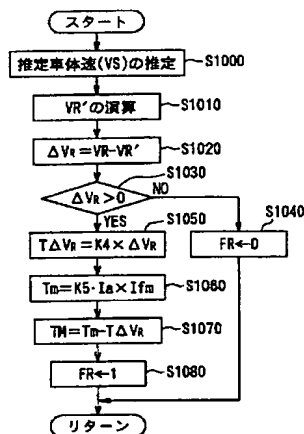 スタート
推定車体速(VS)の推定
S1000
VR′の演算
S1010
ΔVR=VR-VR′
S1020
S1030
ΔVR>0
NO
YES
S1050
S1040
TΔVR=K4×ΔVR
FR←0
Tm=K5·Ia×Ifm
S1060
TM=Tm-TΔVR
S1070
FR←1
S1080
リターン